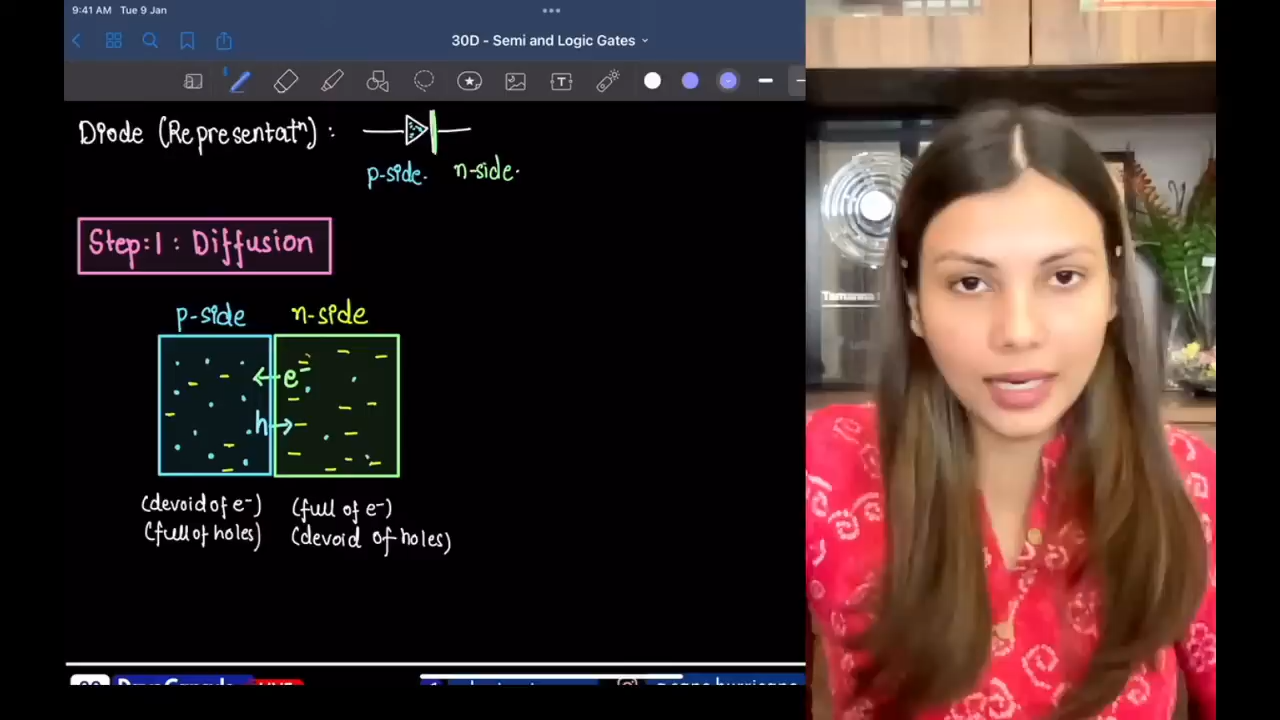 9:41 AM Tue 9 Jan
30D - Semi and Logic Gates
T
Diode (Representatⁿ) :
p-side. n-side.
Step:1 : Diffusion
p-side n-side
e⁻
h
(devoid of e⁻) (full of e⁻)
(full of holes) (devoid of holes)